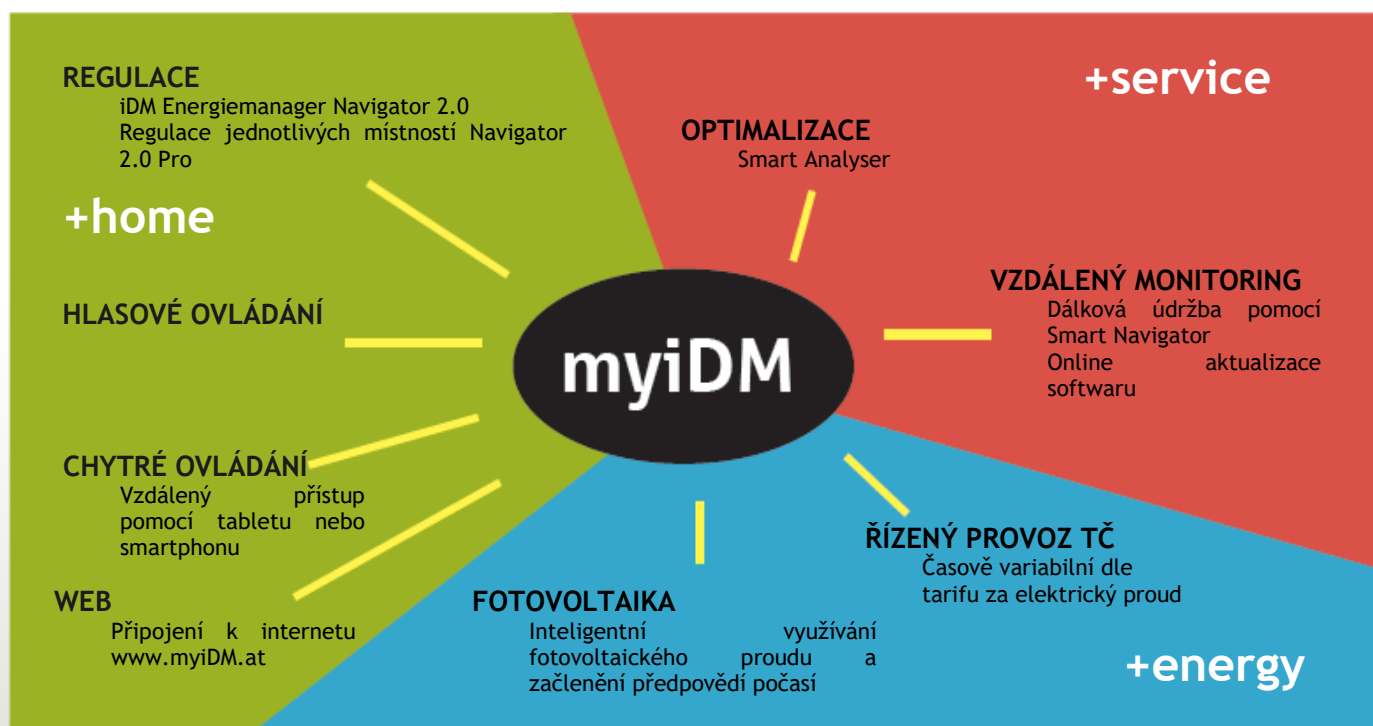 REGULACE
iDM Energiemanager Navigator 2.0
Regulace jednotlivých místností Navigator
2.0 Pro
+home
HLASOVÉ OVLÁDÁNÍ
CHYTRÉ OVLÁDÁNÍ
Vzdálený přístup
pomocí tabletu nebo
smartphonu
WEB
Připojení k internetu
www.myiDM.at
myiDM
+service
OPTIMALIZACE
Smart Analyser
VZDÁLENÝ MONITORING
Dálková údržba pomocí
Smart Navigator
Online aktualizace
softwaru
ŘÍZENÝ PROVOZ TČ
Časově variabilní dle
tarifu za elektrický proud
FOTOVOLTAIKA
Inteligentní využívání
fotovoltaického proudu a
začlenění předpovědí počasí
+energy